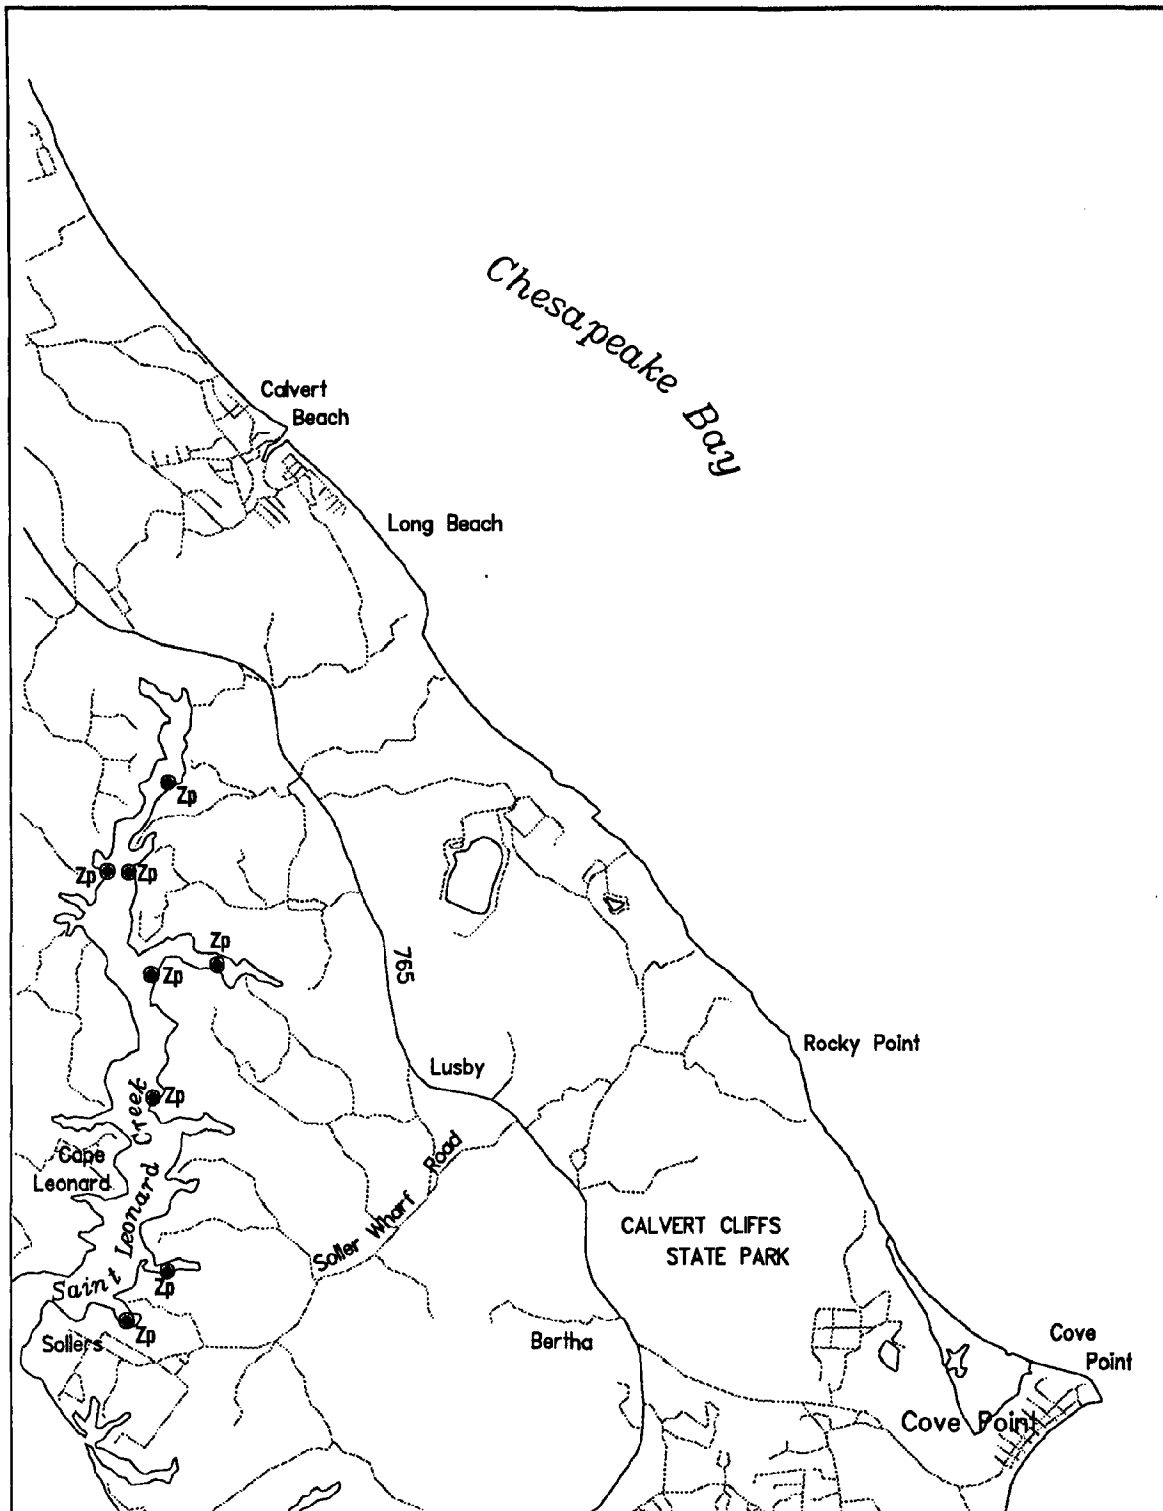 Chesapeake Bay
Calvert
Beach
Long Beach
Zp
Zp
Zp
Zp
Zp
765
Rocky Point
Lusby
Zp
Saint Leonard Creek
Cape
Leonard
Soller Wharf Road
CALVERT CLIFFS
STATE PARK
Zp
Zp
Sollers
Bertha
Cove
Point
Cove Point